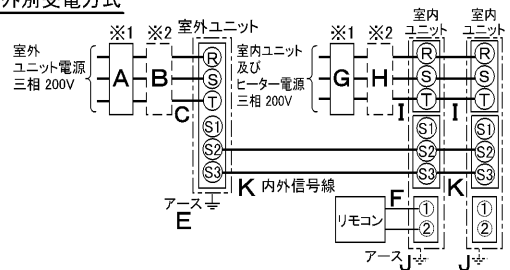 外別受電方式
※1 ※2
室外ユニット
室外
ユニット電源
三相 200V
A
B
C
R
S
T
S1
S2
S3
アース
E
K 内外信号線
※1 ※2
室内ユニット
及び
ヒーター電源
三相 200V
G
H
I
I
室内
ユニット
R
S
T
S1
S2
S3
①
②
室内
ユニット
R
S
T
S1
S2
S3
①
②
K
F
リモコン
アース J
J